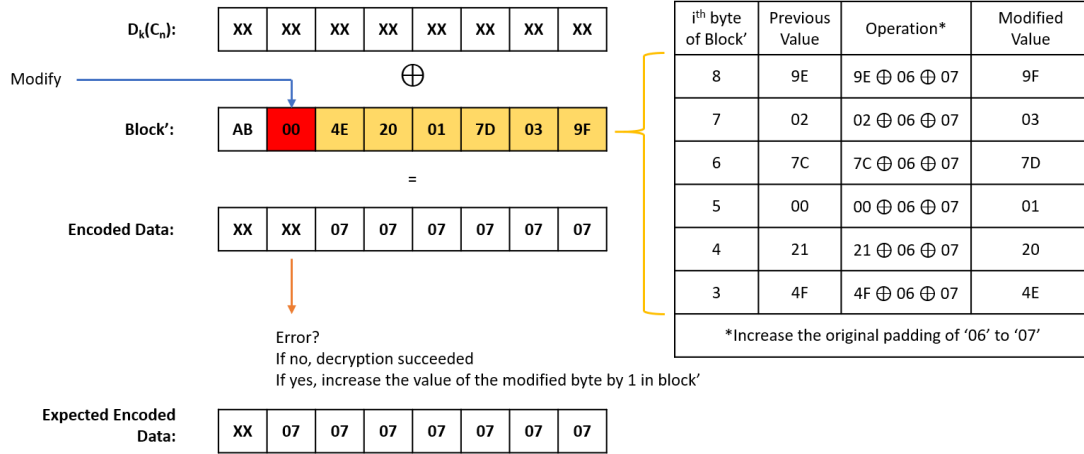 Dk(Cn): XX XX XX XX XX XX XX XX
Modify
⊕
Block': AB 00 4E 20 01 7D 03 9F
=
Encoded Data: XX XX 07 07 07 07 07 07
Error?
If no, decryption succeeded
If yes, increase the value of the modified byte by 1 in block'
Expected Encoded
Data: XX 07 07 07 07 07 07 07
ith byte of Block' Previous Value Operation* Modified Value
8 9E 9E ⊕ 06 ⊕ 07 9F
7 02 02 ⊕ 06 ⊕ 07 03
6 7C 7C ⊕ 06 ⊕ 07 7D
5 00 00 ⊕ 06 ⊕ 07 01
4 21 21 ⊕ 06 ⊕ 07 20
3 4F 4F ⊕ 06 ⊕ 07 4E
*Increase the original padding of '06' to '07'